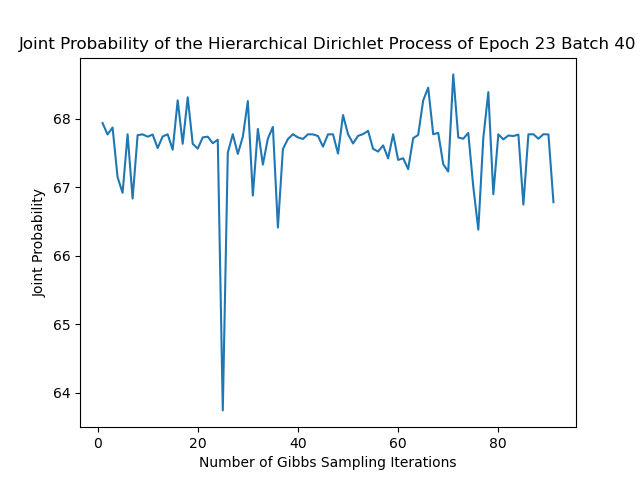 Joint Probability of the Hierarchical Dirichlet Process of Epoch 23 Batch 40
68
67
66
65
64
Joint Probability
0 20 40 60 80
Number of Gibbs Sampling Iterations